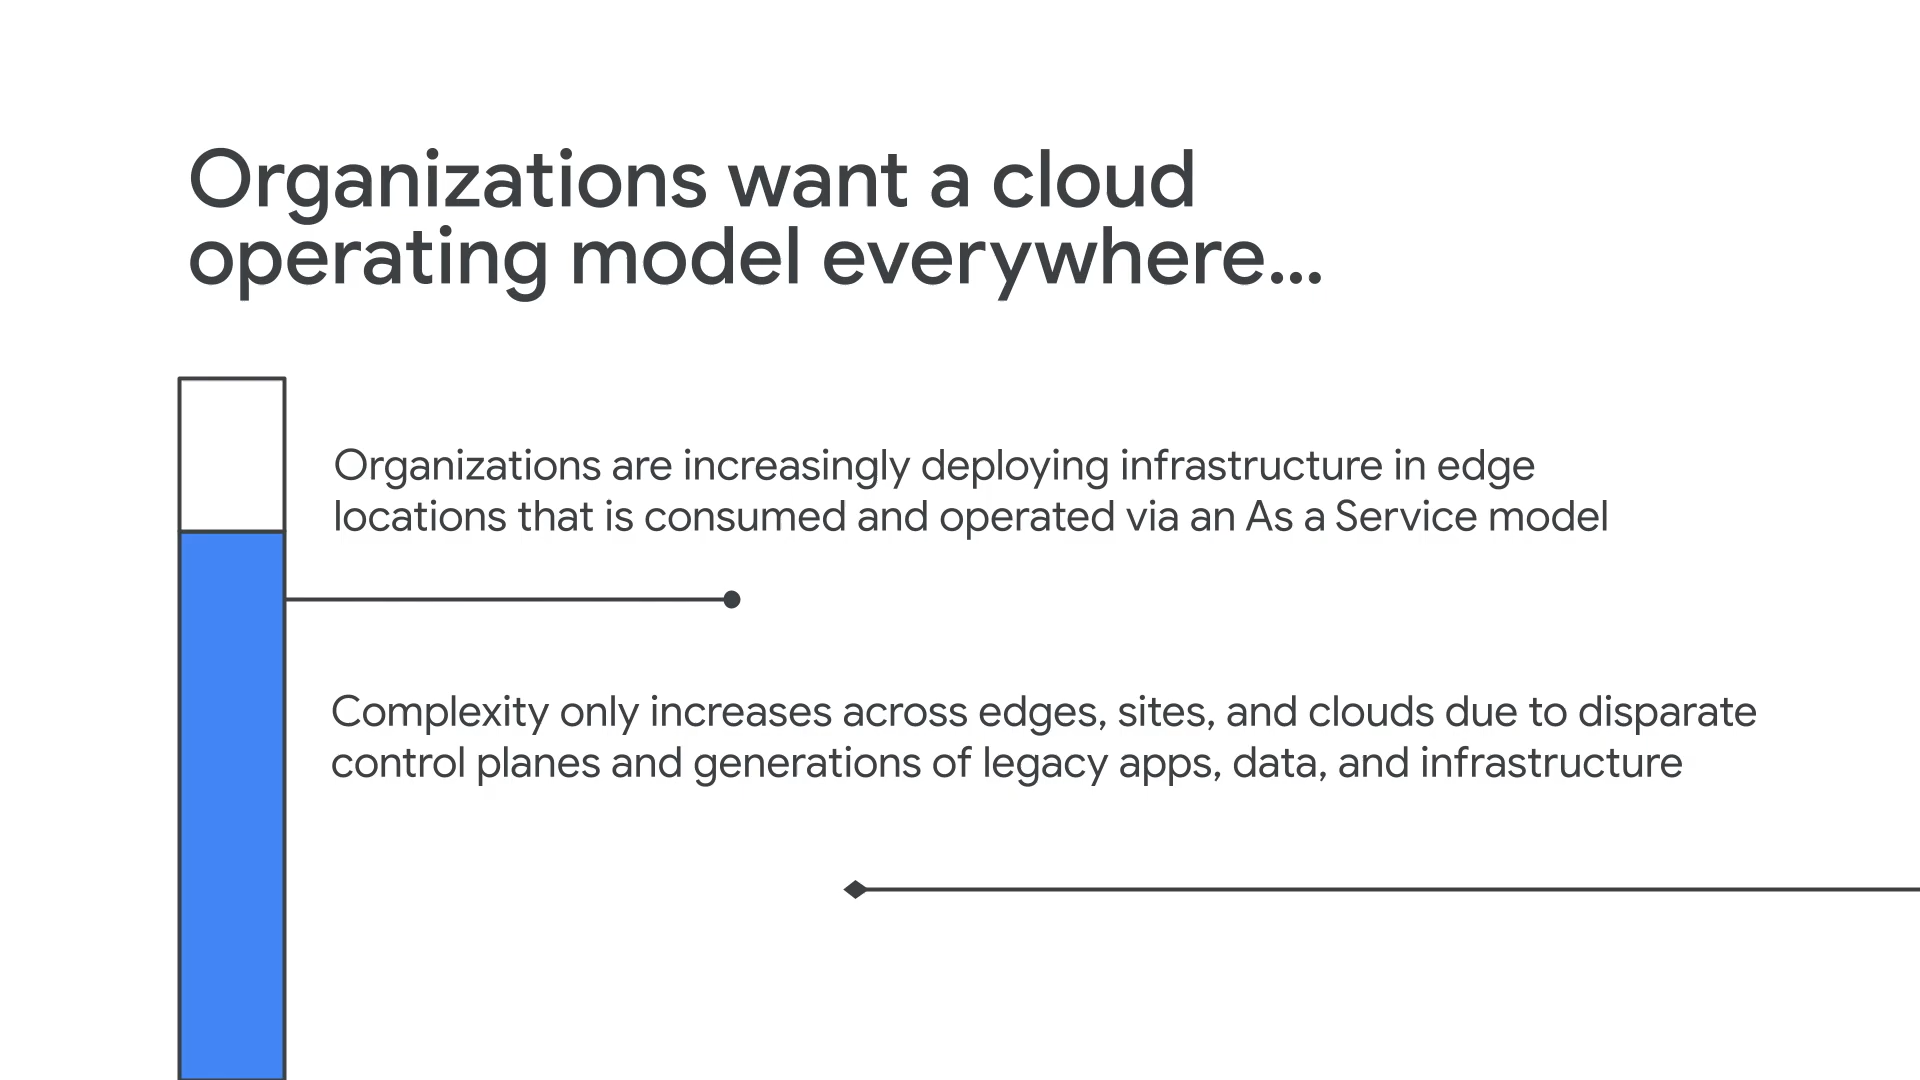 Organizations want a cloud
operating model everywhere...
Organizations are increasingly deploying infrastructure in edge
locations that is consumed and operated via an As a Service model
Complexity only increases across edges, sites, and clouds due to disparate
control planes and generations of legacy apps, data, and infrastructure